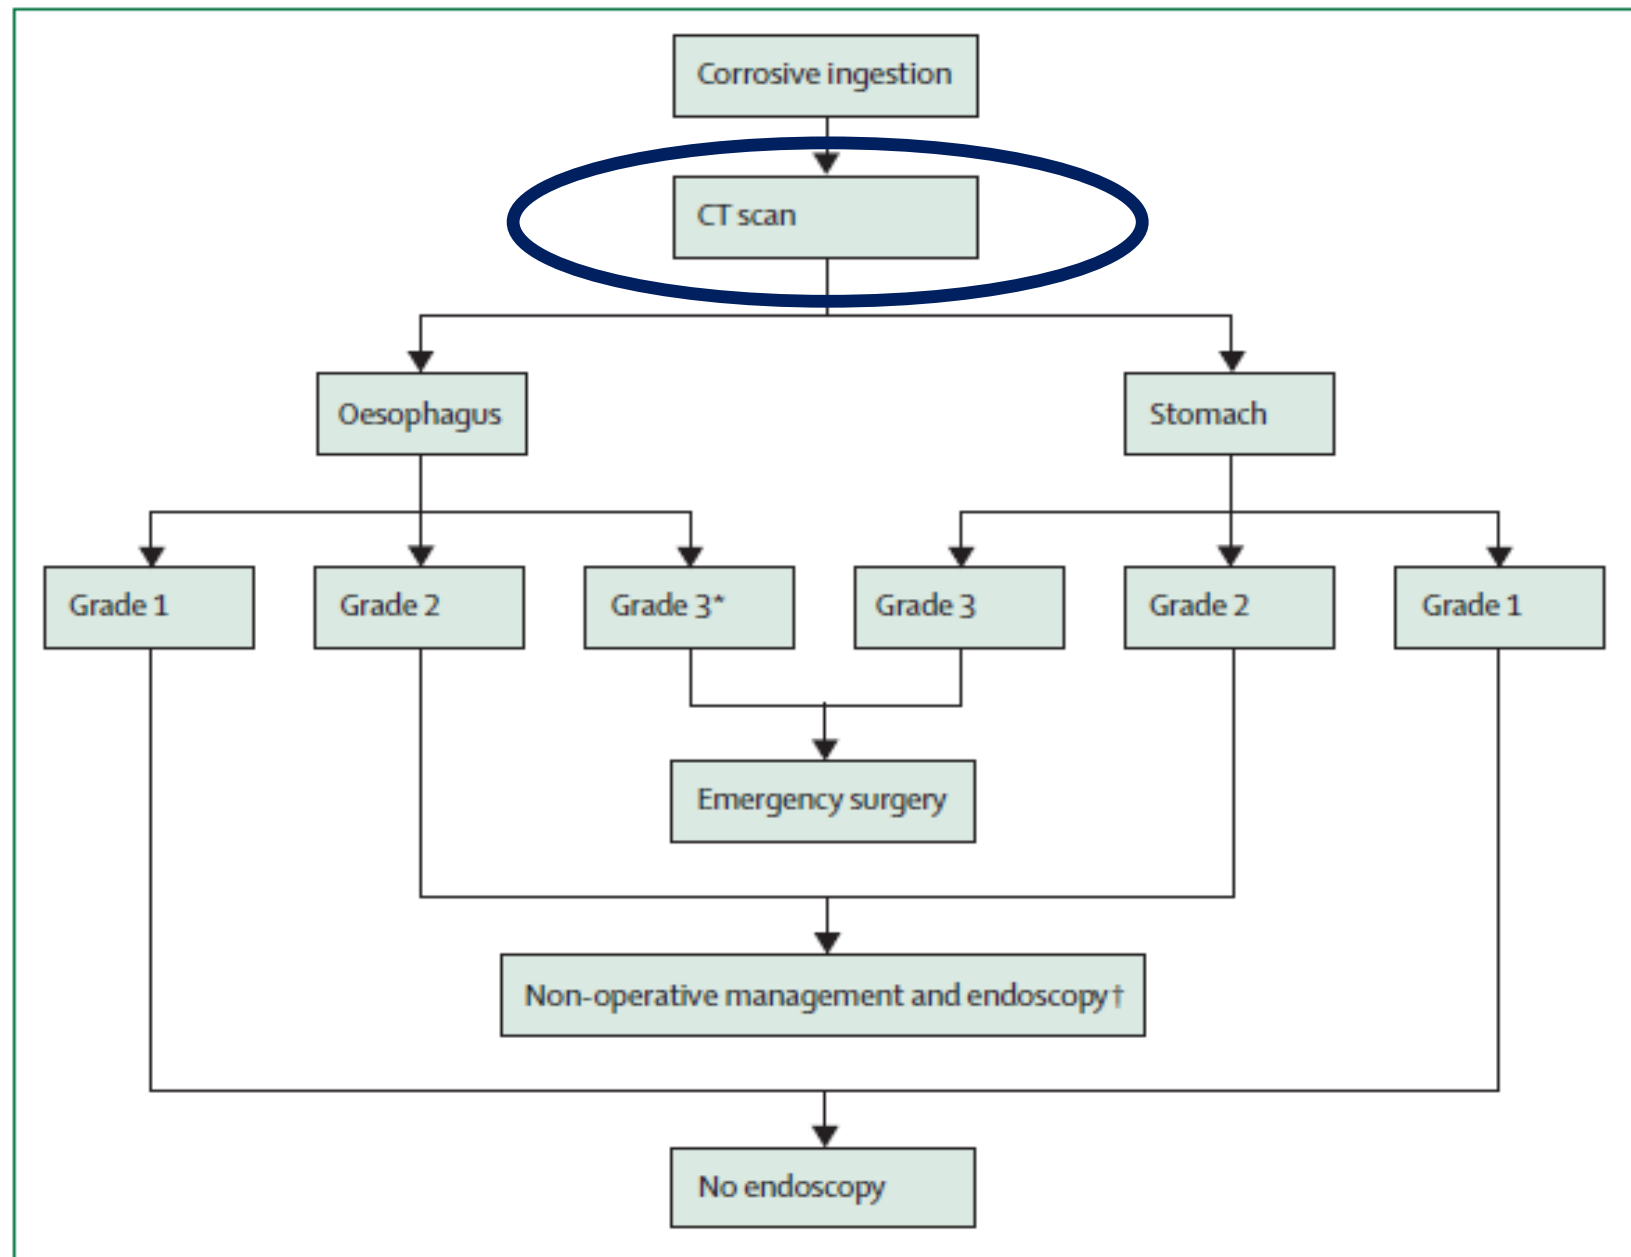 Corrosive ingestion
CT scan
Oesophagus
Stomach
Grade 1
Grade 2
Grade 3*
Grade 3
Grade 2
Grade 1
Emergency surgery
Non-operative management and endoscopy†
No endoscopy